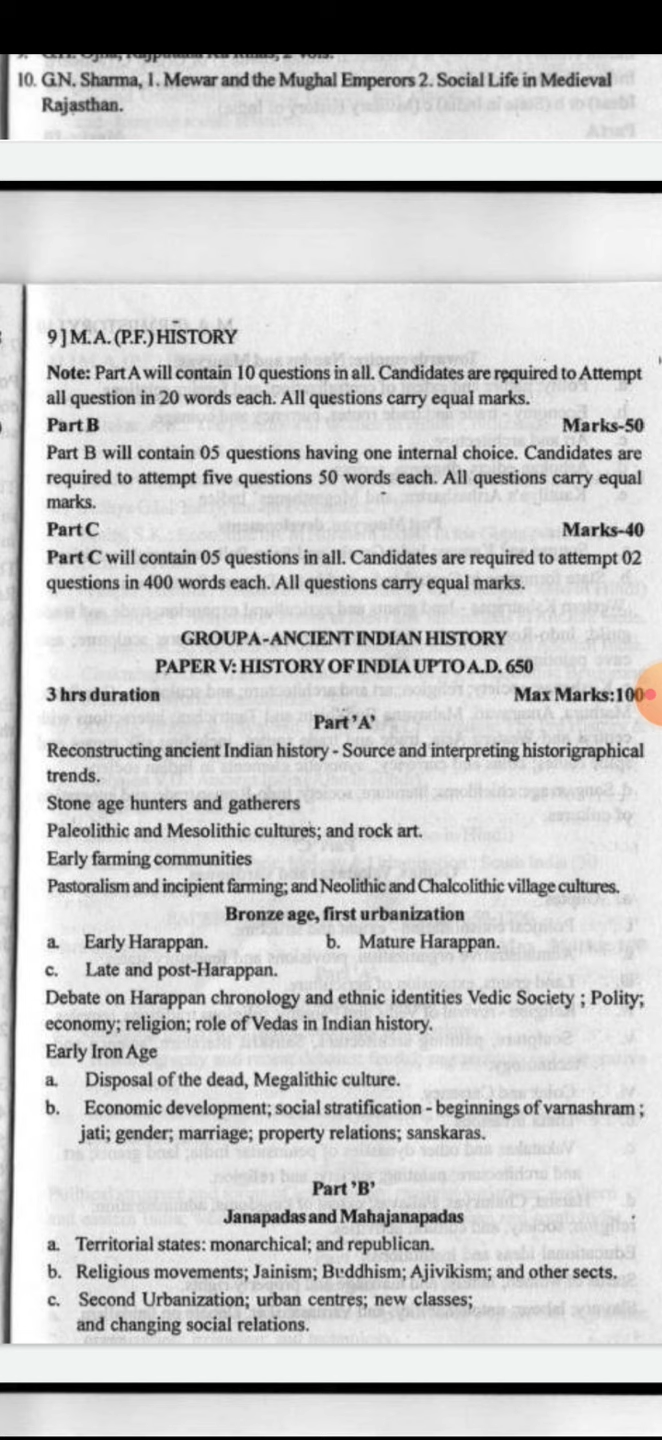 10. G.N. Sharma, 1. Mewar and the Mughal Emperors 2. Social Life in Medieval
Rajasthan.
9 ] M.A. (P.F.) HISTORY
Note: Part A will contain 10 questions in all. Candidates are required to Attempt
all question in 20 words each. All questions carry equal marks.
Part B Marks-50
Part B will contain 05 questions having one internal choice. Candidates are
required to attempt five questions 50 words each. All questions carry equal
marks.
Part C Marks-40
Part C will contain 05 questions in all. Candidates are required to attempt 02
questions in 400 words each. All questions carry equal marks.
GROUP A - ANCIENT INDIAN HISTORY
PAPER V: HISTORY OF INDIA UPTO A.D. 650
3 hrs duration Max Marks:100
Part 'A'
Reconstructing ancient Indian history - Source and interpreting historigraphical
trends.
Stone age hunters and gatherers
Paleolithic and Mesolithic cultures; and rock art.
Early farming communities
Pastoralism and incipient farming; and Neolithic and Chalcolithic village cultures.
Bronze age, first urbanization
a. Early Harappan. b. Mature Harappan.
c. Late and post-Harappan.
Debate on Harappan chronology and ethnic identities Vedic Society ; Polity;
economy; religion; role of Vedas in Indian history.
Early Iron Age
a. Disposal of the dead, Megalithic culture.
b. Economic development; social stratification - beginnings of varnashram ;
jati; gender; marriage; property relations; sanskaras.
Part 'B'
Janapadas and Mahajanapadas
a. Territorial states: monarchical; and republican.
b. Religious movements; Jainism; Buddhism; Ajivikism; and other sects.
c. Second Urbanization; urban centres; new classes;
and changing social relations.